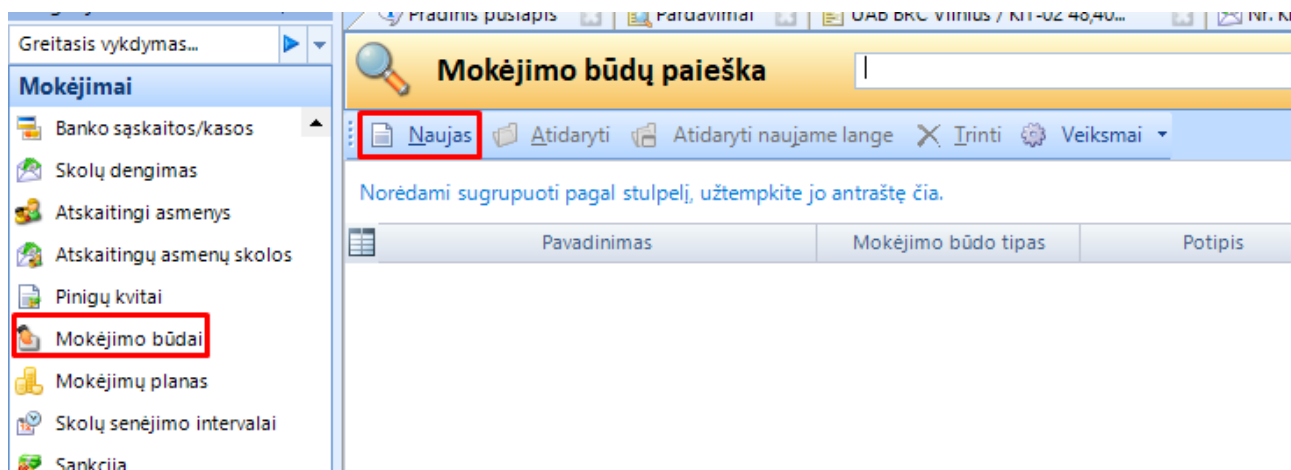 Pradinis puslapis
Pardavimai
UAB BRC Vilnius / KIT-02 48,40...
Nr.
Greitasis vykdymas...
Mokėjimai
Banko sąskaitos/kasos
Skolų dengimas
Atskaitingi asmenys
Atskaitingų asmenų skolos
Pinigų kvitai
Mokėjimo būdai
Mokėjimų planas
Skolų senėjimo intervalai
Sankcija
Mokėjimo būdų paieška
Naujas Atidaryti Atidaryti naujame lange Trinti Veiksmai
Norėdami sugrupuoti pagal stulpelį, užtempkite jo antraštę čia.
Pavadinimas Mokėjimo būdo tipas Potipis